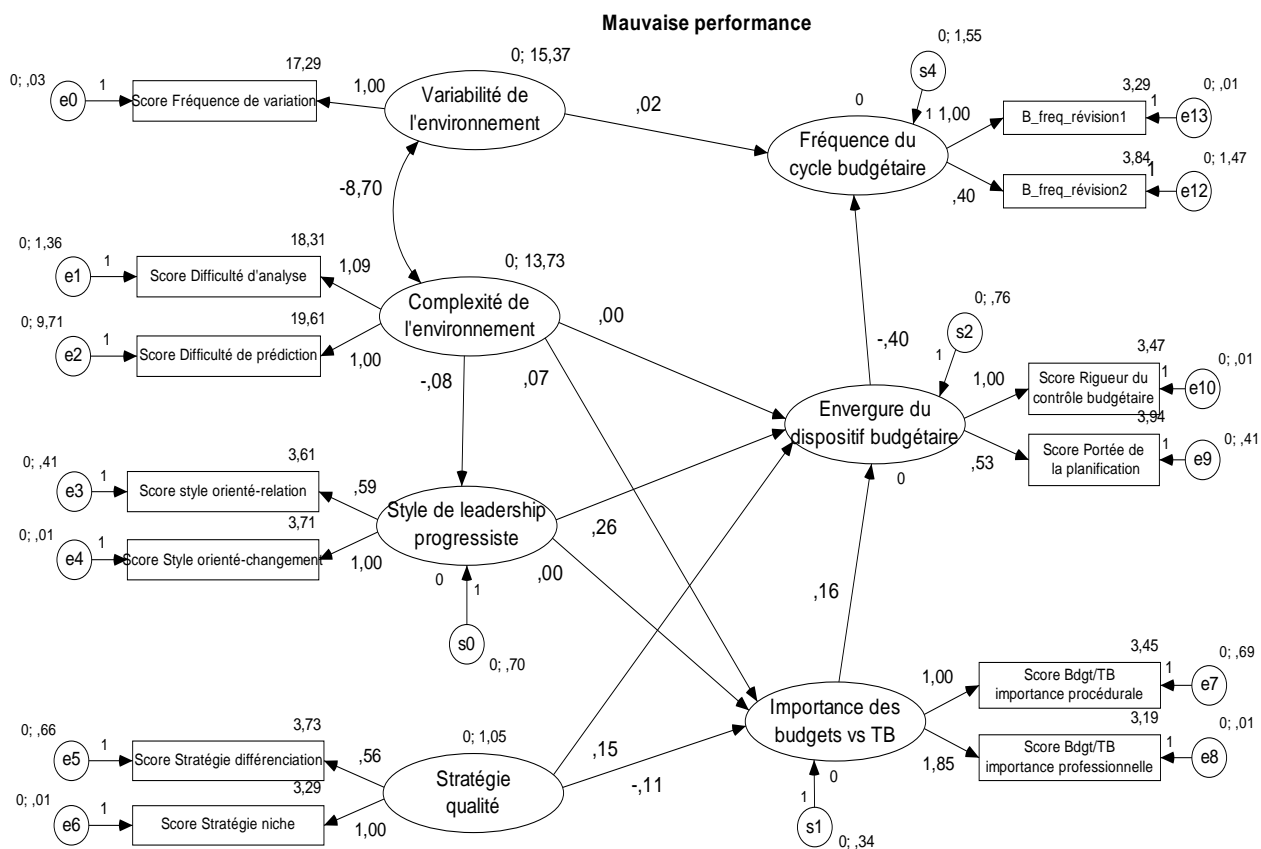 Mauvaise performance
0; ,03
e0
1
17,29
Score Fréquence de variation
1,00
0; 15,37
Variabilité de
l'environnement
,02
0; 1,55
s4
0
1
1,00
Fréquence du
cycle budgétaire
3,29
B_freq_révision1
1
0; ,01
e13
3,84
B_freq_révision2
1
0; 1,47
e12
,40
-8,70
0; 1,36
e1
1
18,31
Score Difficulté d'analyse
1,09
0; 13,73
Complexité de
l'environnement
0; 9,71
e2
1
19,61
Score Difficulté de prédiction
1,00
-,08
,07
,00
-,40
0; ,76
s2
1
Envergure du
dispositif budgétaire
0
1,00
3,47
Score Rigueur du
contrôle budgétaire
1
0; ,01
e10
,53
3,94
Score Portée de
la planification
1
0; ,41
e9
0; ,41
e3
1
3,61
Score style orienté-relation
,59
0; ,01
e4
1
3,71
Score Style orienté-changement
1,00
Style de leadership
progressiste
0
1
s0
0; ,70
,26
,00
,16
0; ,66
e5
1
3,73
Score Stratégie différenciation
,56
0; ,01
e6
1
3,29
Score Stratégie niche
1,00
0; 1,05
Stratégie
qualité
,15
-,11
Importance des
budgets vs TB
0
1
s1
0; ,34
1,00
3,45
Score Bdgt/TB
importance procédurale
1
0; ,69
e7
1,85
3,19
Score Bdgt/TB
importance professionnelle
1
0; ,01
e8